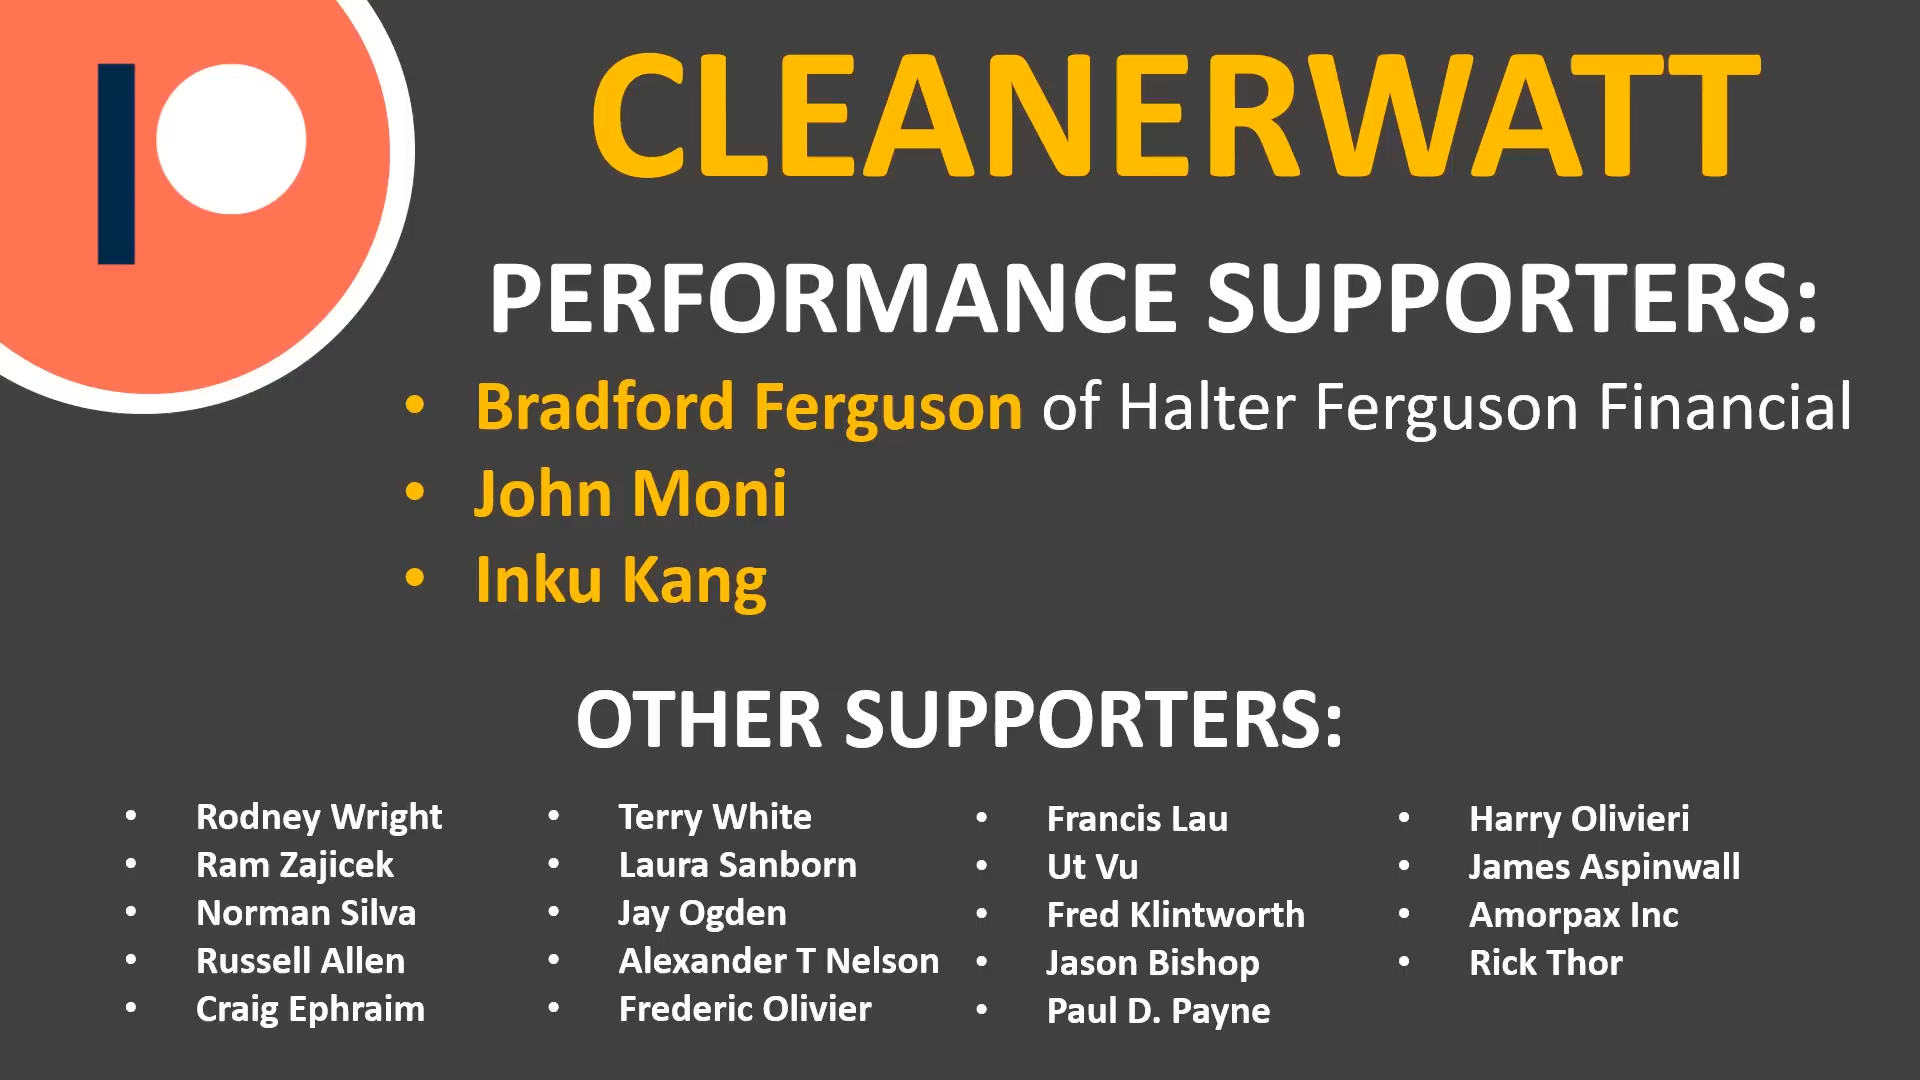 CLEANERWATT
PERFORMANCE SUPPORTERS:
• Bradford Ferguson of Halter Ferguson Financial
• John Moni
• Inku Kang
OTHER SUPPORTERS:
• Rodney Wright
• Ram Zajicek
• Norman Silva
• Russell Allen
• Craig Ephraim
• Terry White
• Laura Sanborn
• Jay Ogden
• Alexander T Nelson
• Frederic Olivier
• Francis Lau
• Ut Vu
• Fred Klintworth
• Jason Bishop
• Paul D. Payne
• Harry Olivieri
• James Aspinwall
• Amorpax Inc
• Rick Thor